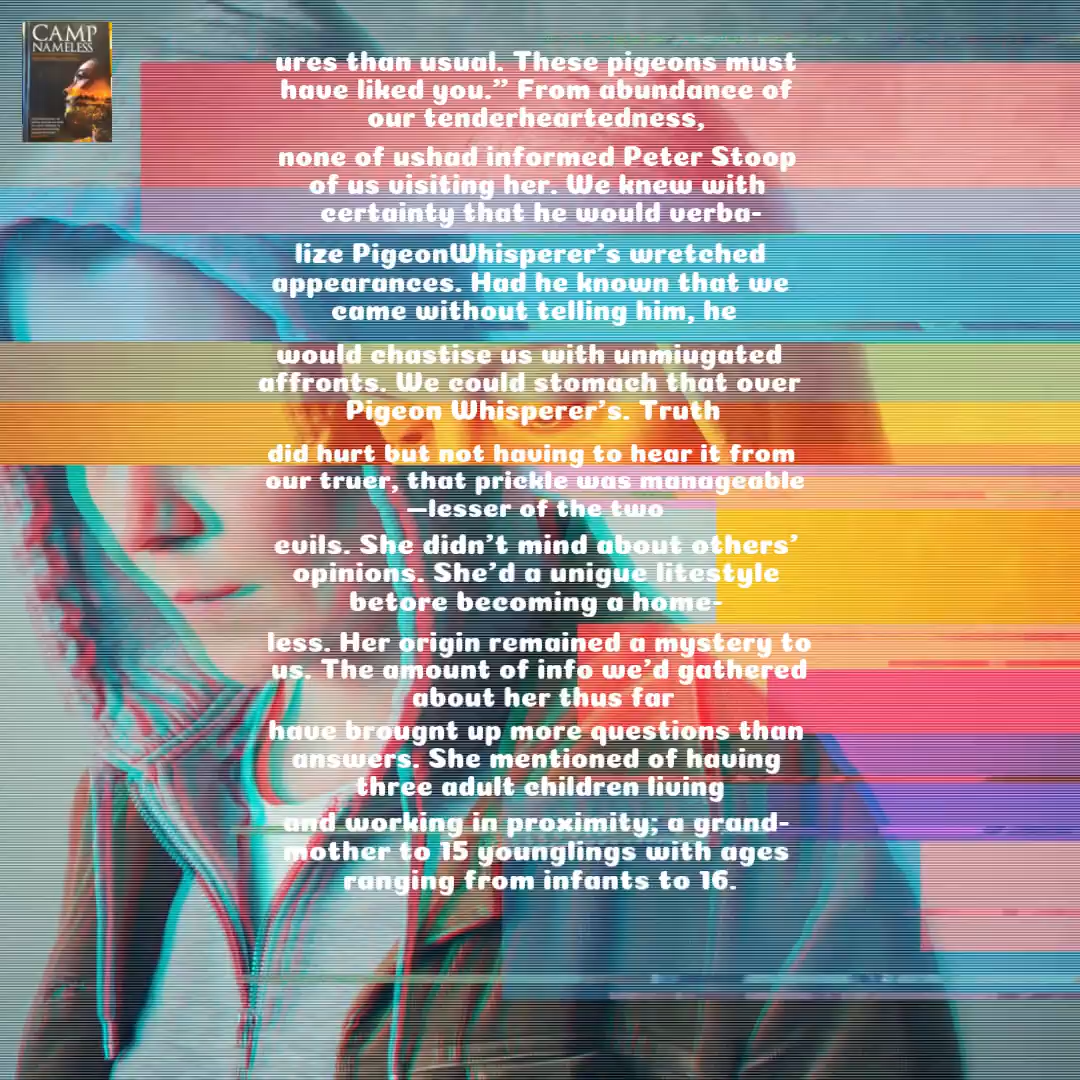 CAMP
NAMELESS
ures than usual. These pigeons must
have liked you.” From abundance of
our tenderheartedness,
none of ushad informed Peter Stoop
of us visiting her. We knew with
certainty that he would verba-
lize PigeonWhisperer’s wretched
appearances. Had he known that we
came without telling him, he
would chastise us with unmiugated
affronts. We could stomach that over
Pigeon Whisperer’s. Truth
did hurt but not having to hear it from
our truer, that prickle was manageable
—lesser of the two
evils. She didn’t mind about others’
opinions. She’d a unigue litestyle
betore becoming a home-
less. Her origin remained a mystery to
us. The amount of info we’d gathered
about her thus far
have brougnt up more questions than
answers. She mentioned of having
three adult children living
and working in proximity; a grand-
mother to 15 younglings with ages
ranging from infants to 16.